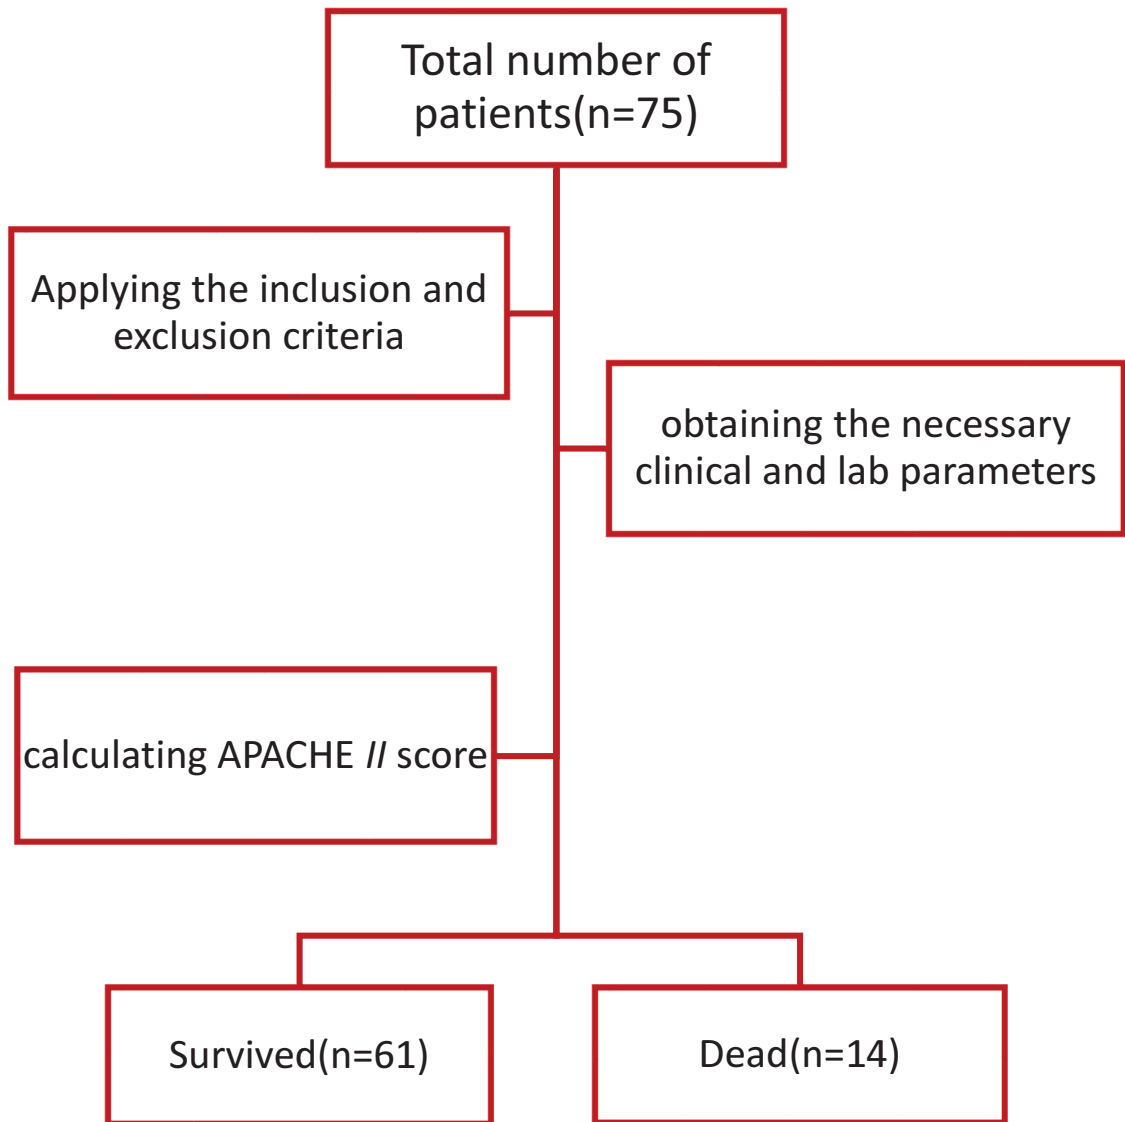 Total number of
patients(n=75)
Applying the inclusion and
exclusion criteria
obtaining the necessary
clinical and lab parameters
calculating APACHE II score
Survived(n=61)
Dead(n=14)